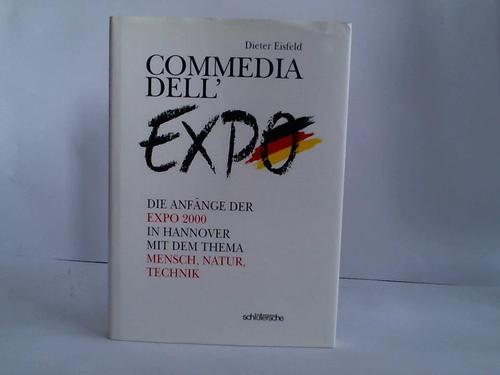 Dieter Eisfeld
COMMEDIA
DELL'
EXPO
DIE ANFÄNGE DER
EXPO 2000
IN HANNOVER
MIT DEM THEMA
MENSCH, NATUR,
TECHNIK
schlütersche